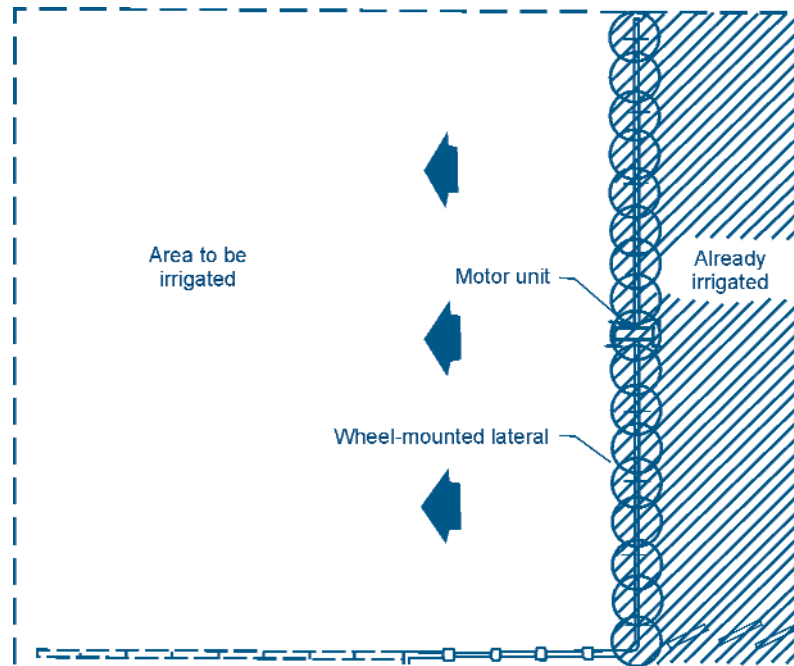 Area to be
irrigated
Motor unit
Already
irrigated
Wheel-mounted lateral